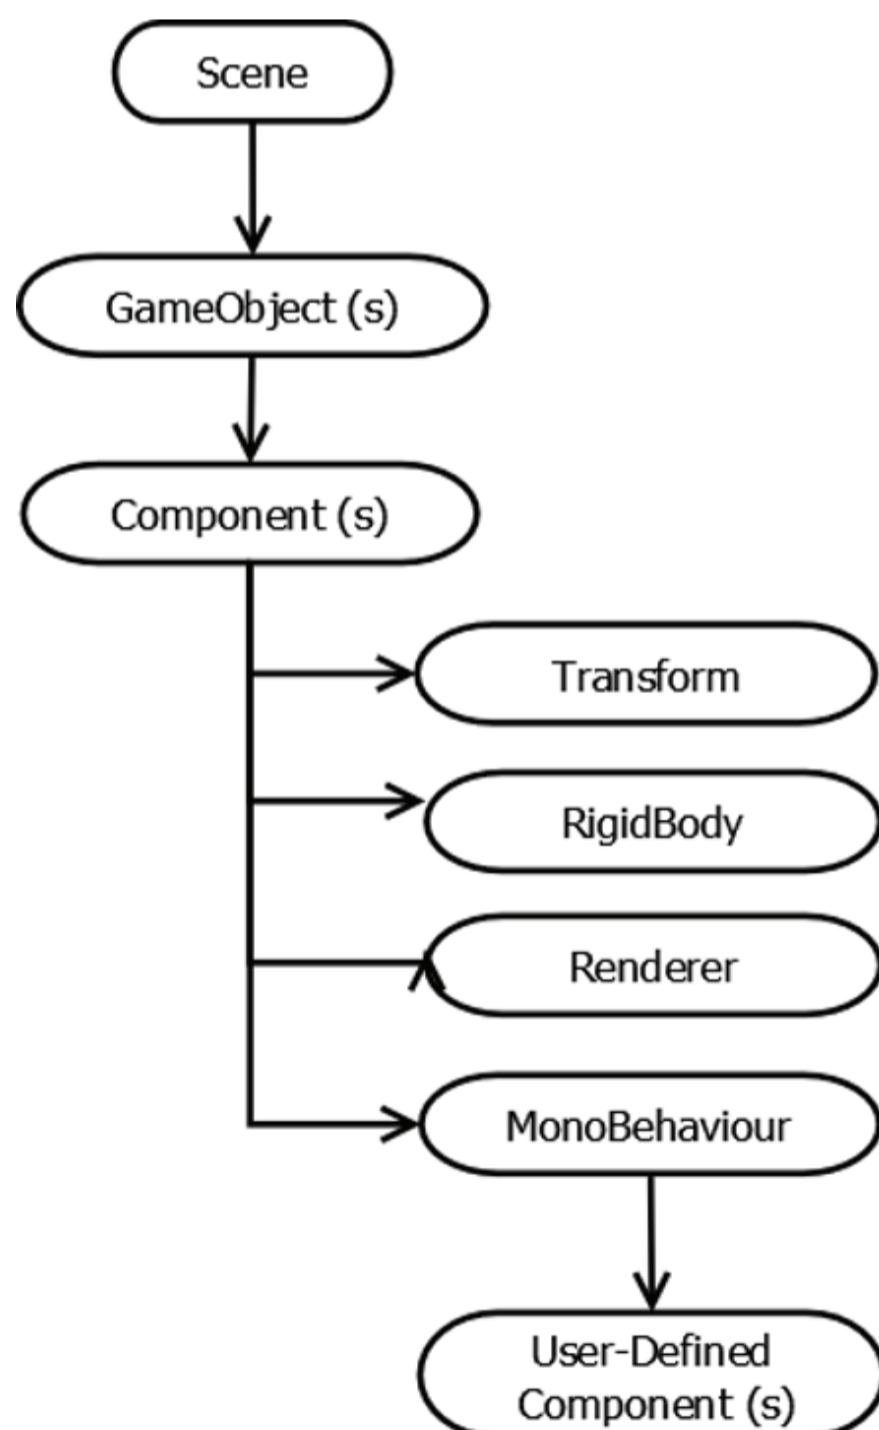 Scene
GameObject (s)
Component (s)
Transform
RigidBody
Renderer
MonoBehaviour
User-Defined
Component (s)